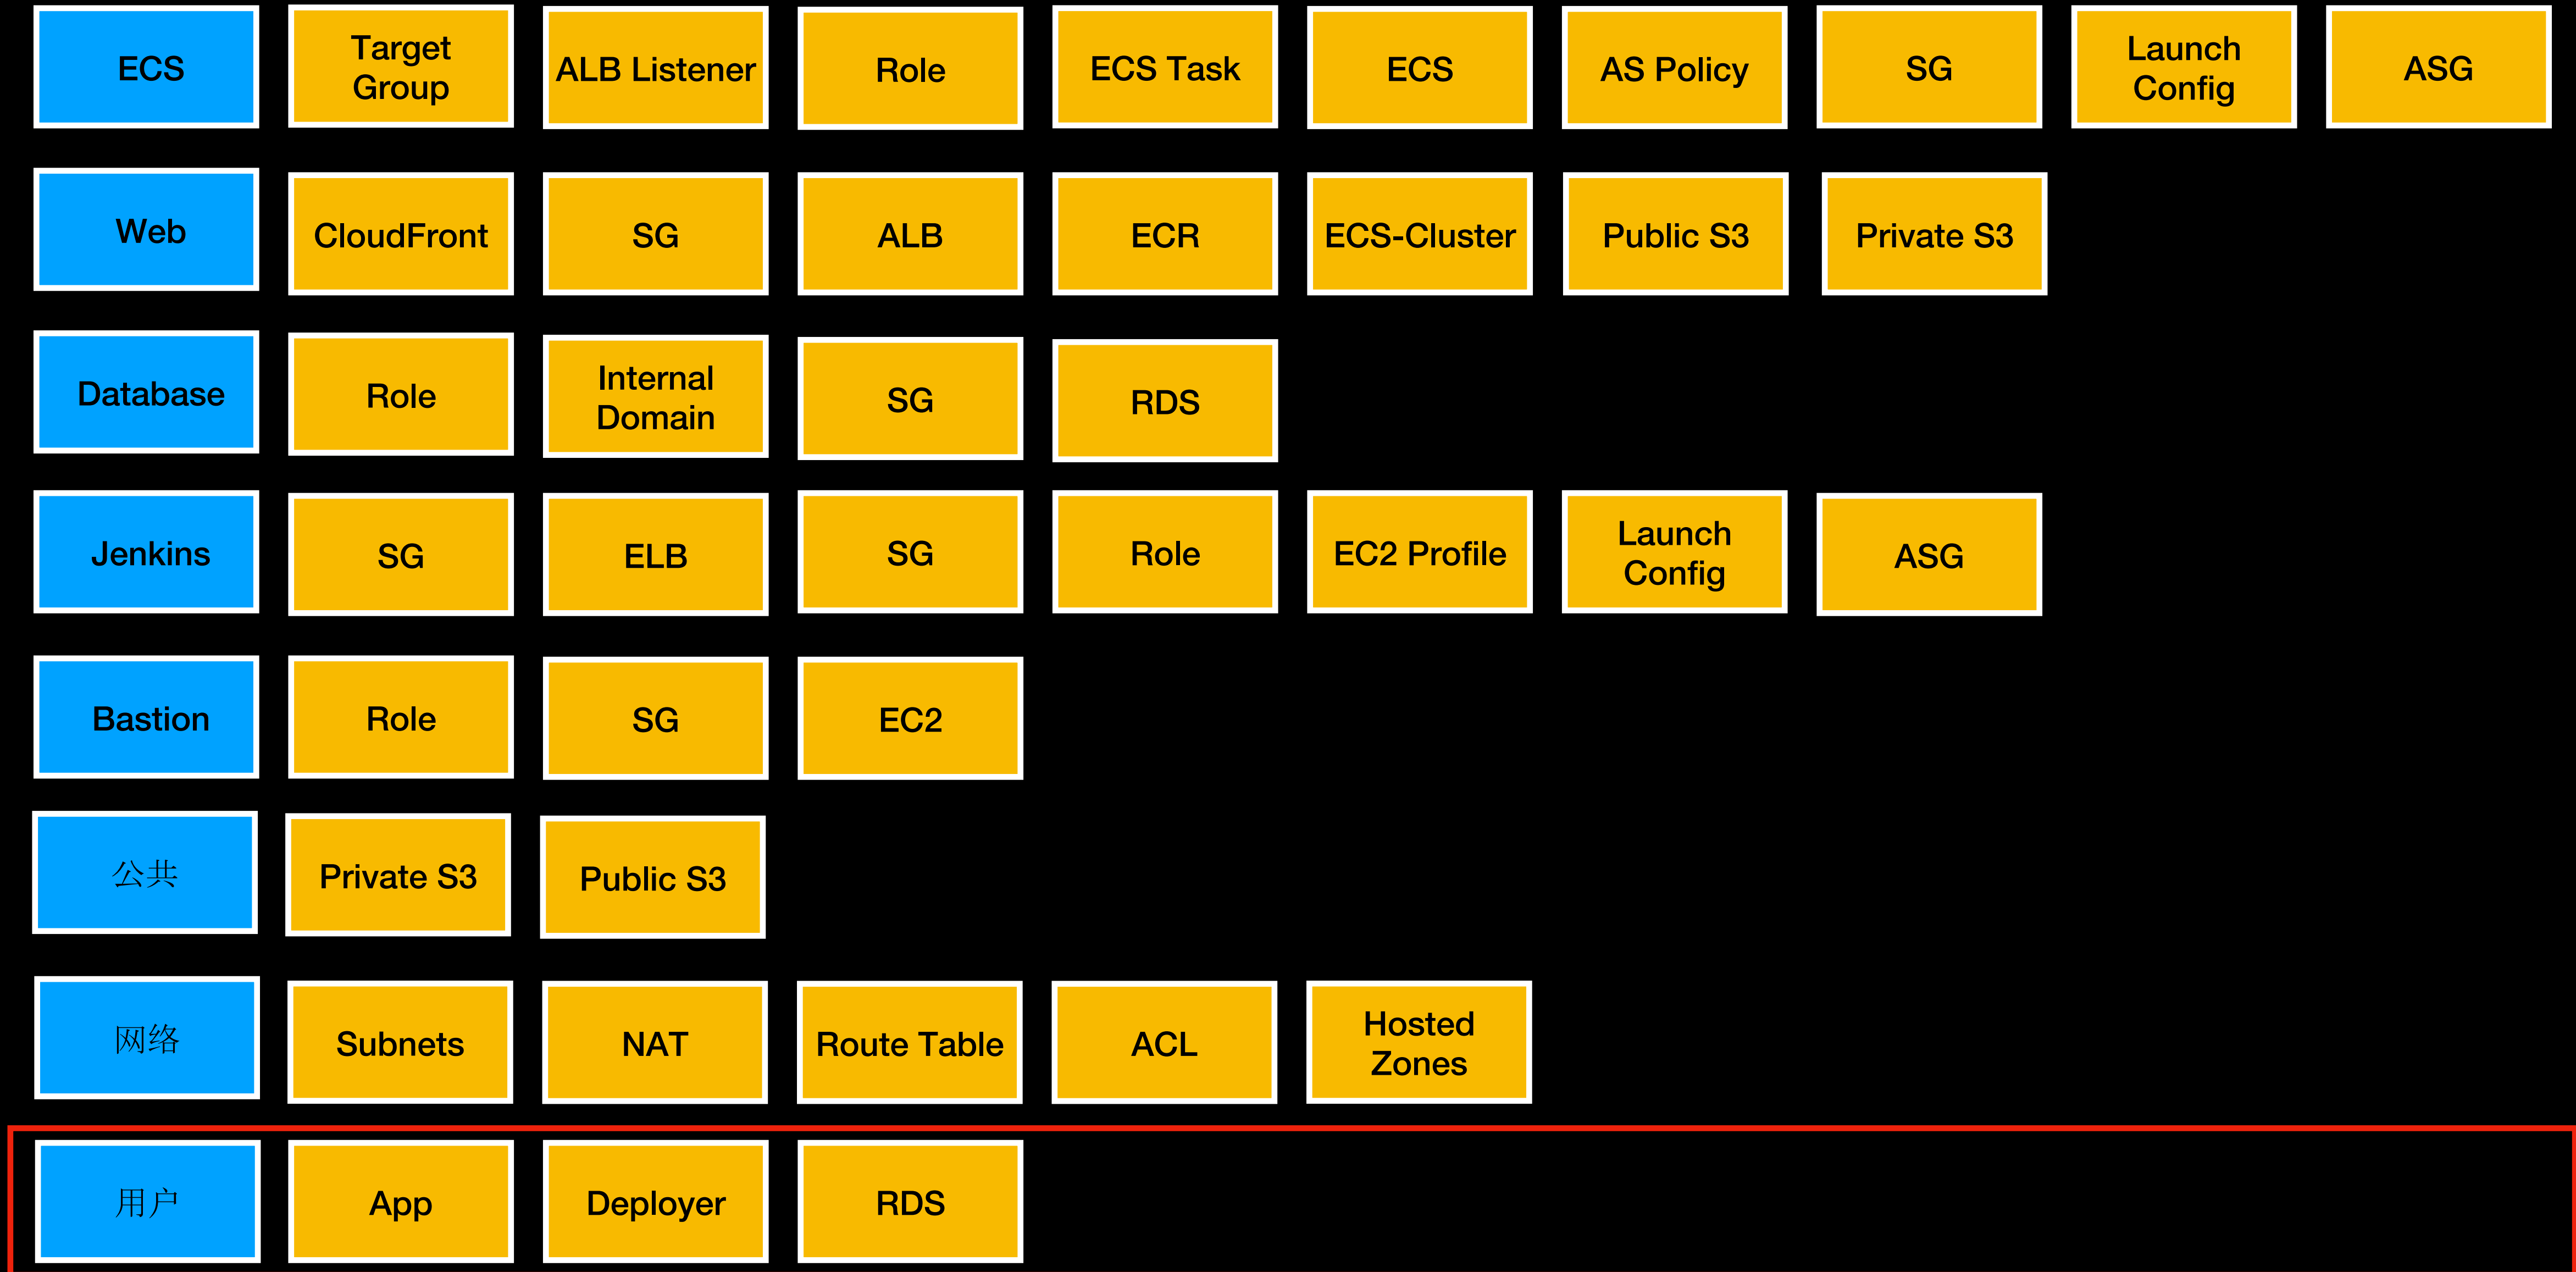 ECS
Target
Group
ALB Listener
Role
ECS Task
ECS
AS Policy
SG
Launch
Config
ASG
Web
CloudFront
SG
ALB
ECR
ECS-Cluster
Public S3
Private S3
Database
Role
Internal
Domain
SG
RDS
Jenkins
SG
ELB
SG
Role
EC2 Profile
Launch
Config
ASG
Bastion
Role
SG
EC2
公共
Private S3
Public S3
网络
Subnets
NAT
Route Table
ACL
Hosted
Zones
用户
App
Deployer
RDS